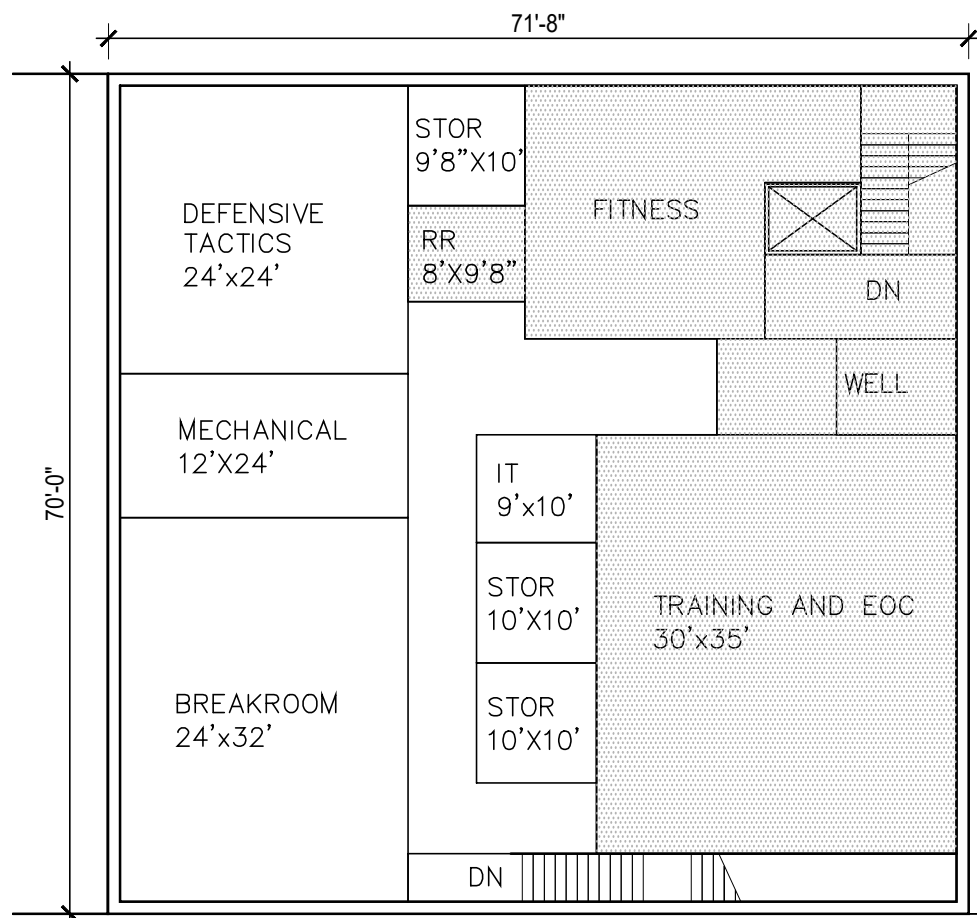 71'-8"
STOR
9'8"X10'
DEFENSIVE
TACTICS
24'x24'
FITNESS
RR
8'X9'8"
DN
WELL
MECHANICAL
12'X24'
IT
9'x10'
70'-0"
STOR
10'X10'
TRAINING AND EOC
30'x35'
BREAKROOM
24'x32'
STOR
10'X10'
DN